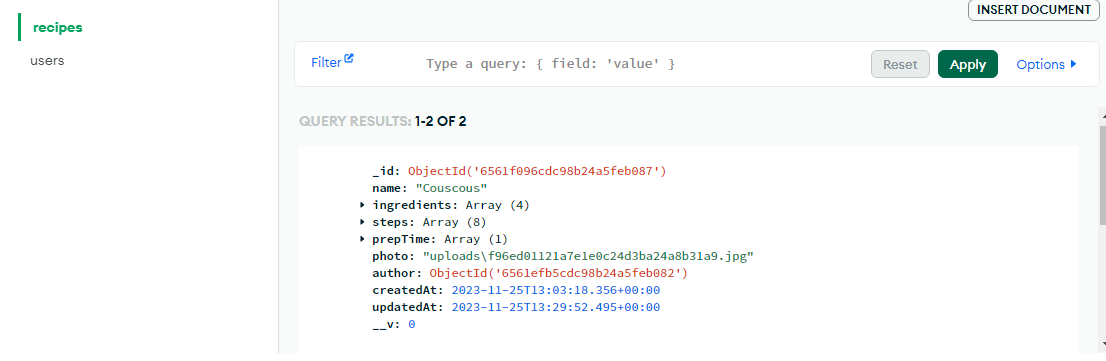 recipes
users
INSERT DOCUMENT
Filter
Type a query: { field: 'value' }
Reset
Apply
Options
QUERY RESULTS: 1-2 OF 2
_id: ObjectId('6561f096cdc98b24a5feb087')
name: "Couscous"
ingredients: Array (4)
steps: Array (8)
prepTime: Array (1)
photo: "uploads\f96ed01121a7e1e0c24d3ba24a8b31a9.jpg"
author: ObjectId('6561efb5cdc98b24a5feb082')
createdAt: 2023-11-25T13:03:18.356+00:00
updatedAt: 2023-11-25T13:29:52.495+00:00
__v: 0